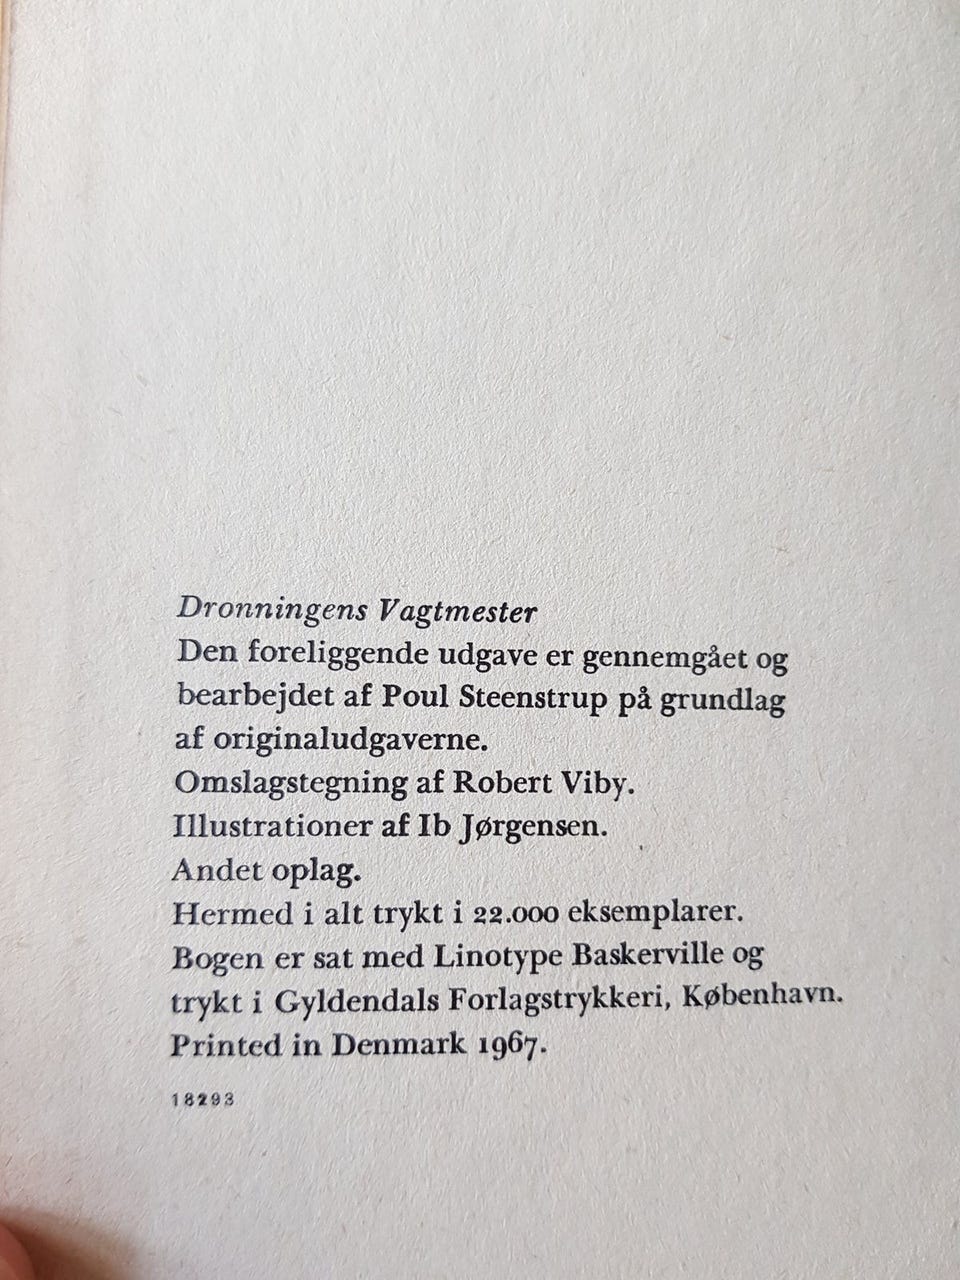 Dronningens Vagtmester
Den foreliggende udgave er gennemgået og
bearbejdet af Poul Steenstrup på grundlag
af originaludgaverne.
Omslagstegning af Robert Viby.
Illustrationer af Ib Jørgensen.
Andet oplag.
Hermed i alt trykt i 22.000 eksemplarer.
Bogen er sat med Linotype Baskerville og
trykt i Gyldendals Forlagstrykkeri, København.
Printed in Denmark 1967.
18293